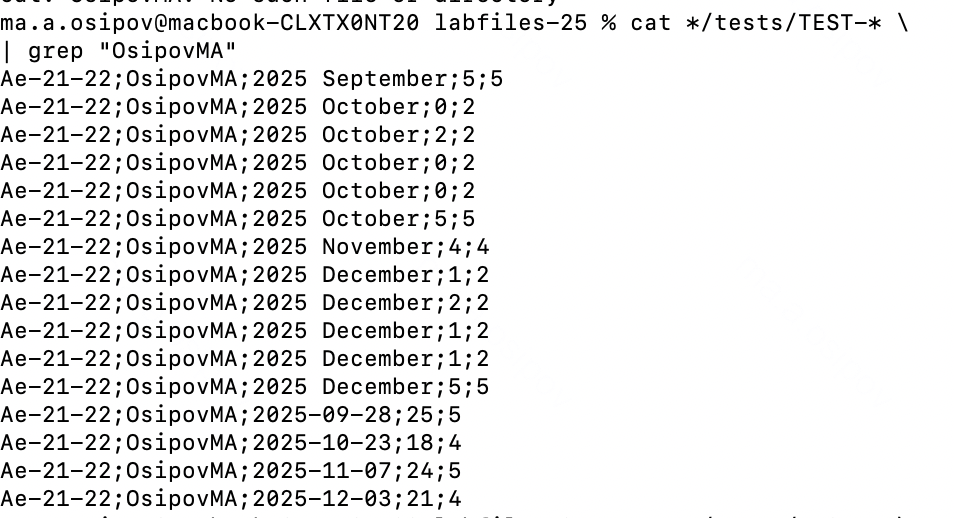 ma.a.osipov@macbook-CLXTX0NT20 labfiles-25 % cat */tests/TEST-* \
| grep "OsipovMA"
Ae-21-22;OsipovMA;2025 September;5;5
Ae-21-22;OsipovMA;2025 October;0;2
Ae-21-22;OsipovMA;2025 October;2;2
Ae-21-22;OsipovMA;2025 October;0;2
Ae-21-22;OsipovMA;2025 October;0;2
Ae-21-22;OsipovMA;2025 October;5;5
Ae-21-22;OsipovMA;2025 November;4;4
Ae-21-22;OsipovMA;2025 December;1;2
Ae-21-22;OsipovMA;2025 December;2;2
Ae-21-22;OsipovMA;2025 December;1;2
Ae-21-22;OsipovMA;2025 December;1;2
Ae-21-22;OsipovMA;2025 December;5;5
Ae-21-22;OsipovMA;2025-09-28;25;5
Ae-21-22;OsipovMA;2025-10-23;18;4
Ae-21-22;OsipovMA;2025-11-07;24;5
Ae-21-22;OsipovMA;2025-12-03;21;4